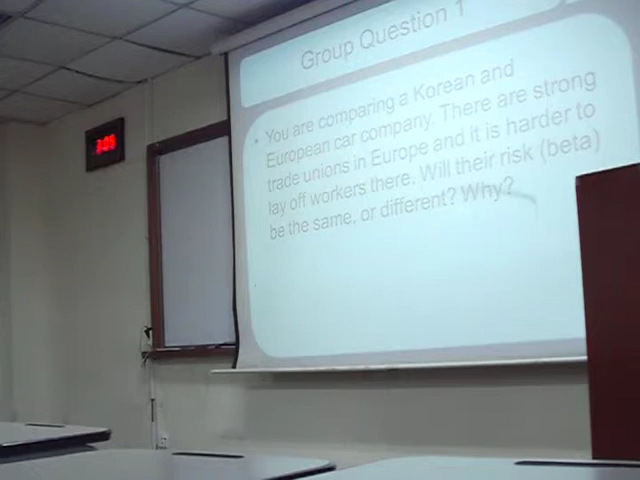 Group Question 1
• You are comparing a Korean and
European car company. There are strong
trade unions in Europe and it is harder to
lay off workers there. Will their risk (beta)
be the same, or different? Why?